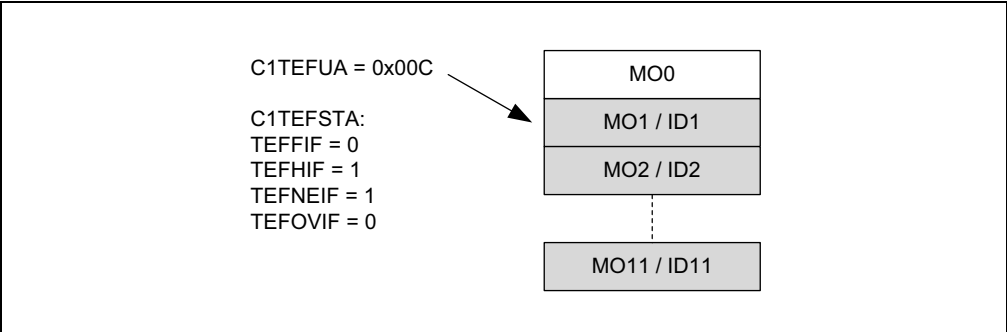 C1TEFUA = 0x00C
C1TEFSTA:
TEFFIF = 0
TEFHIF = 1
TEFNEIF = 1
TEFOVIF = 0
MO0
MO1 / ID1
MO2 / ID2
MO11 / ID11